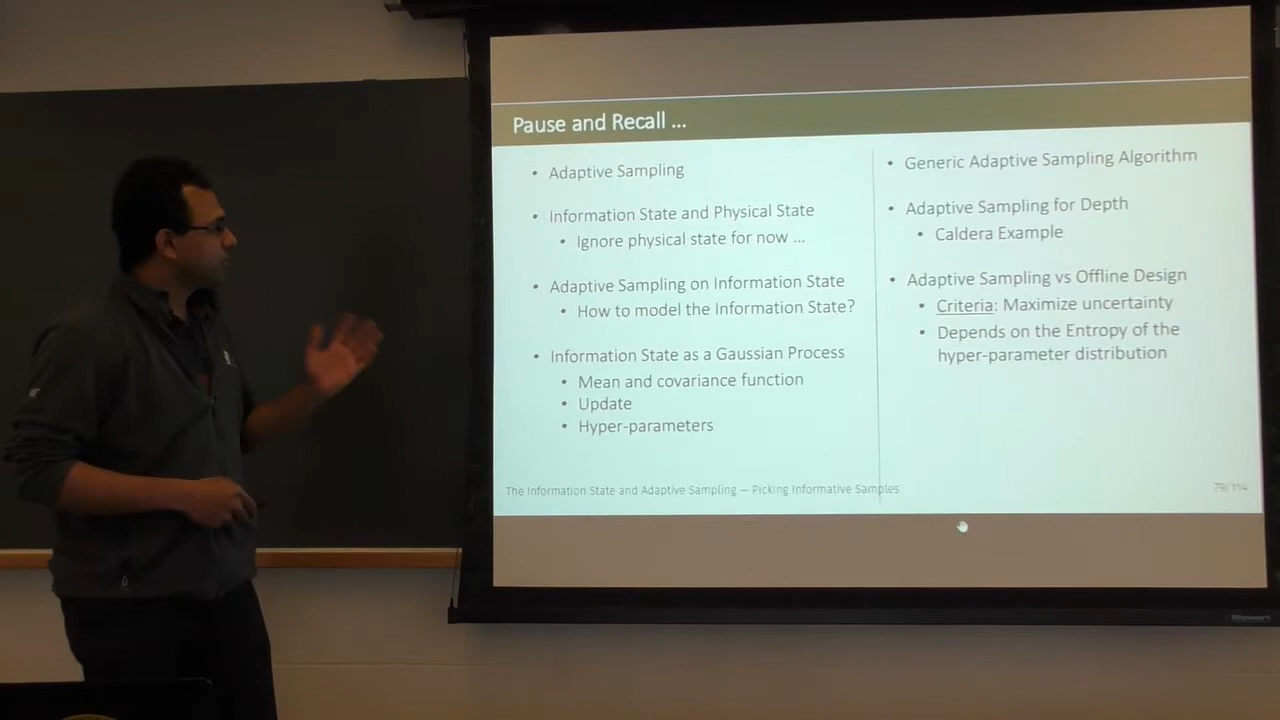 Pause and Recall ...
• Adaptive Sampling
• Information State and Physical State
• Ignore physical state for now ...
• Adaptive Sampling on Information State
• How to model the Information State?
• Information State as a Gaussian Process
• Mean and covariance function
• Update
• Hyper-parameters
• Generic Adaptive Sampling Algorithm
• Adaptive Sampling for Depth
• Caldera Example
• Adaptive Sampling vs Offline Design
• Criteria: Maximize uncertainty
• Depends on the Entropy of the
hyper-parameter distribution
The Information State and Adaptive Sampling — Picking Informative Samples
79/114